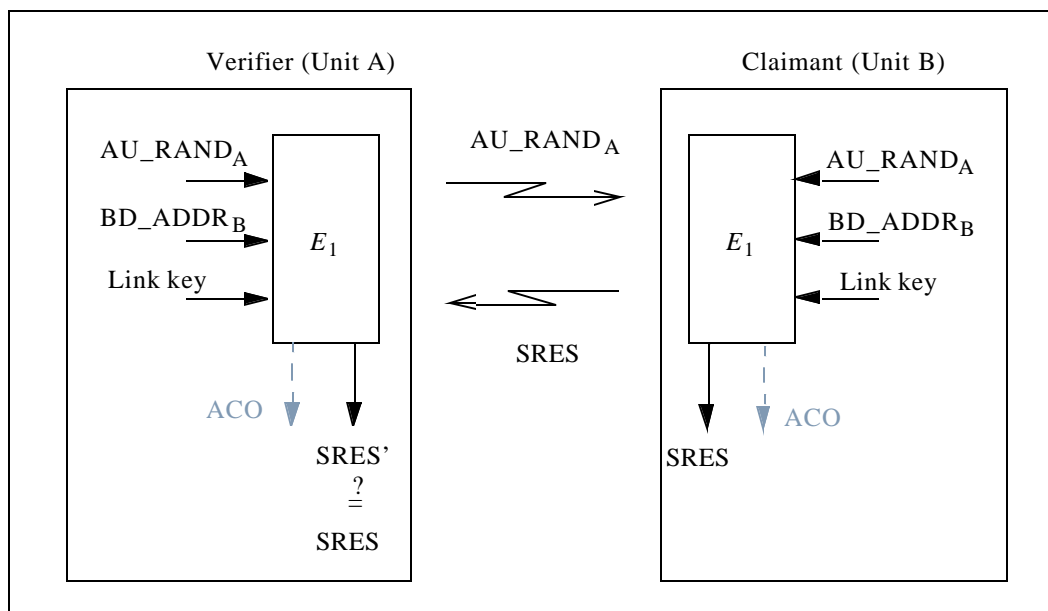 Verifier (Unit A)
Claimant (Unit B)
AU_RANDA
BD_ADDRB
Link key
E1
ACO
SRES’
?
=
SRES
AU_RANDA
SRES
E1
AU_RANDA
BD_ADDRB
Link key
SRES
ACO